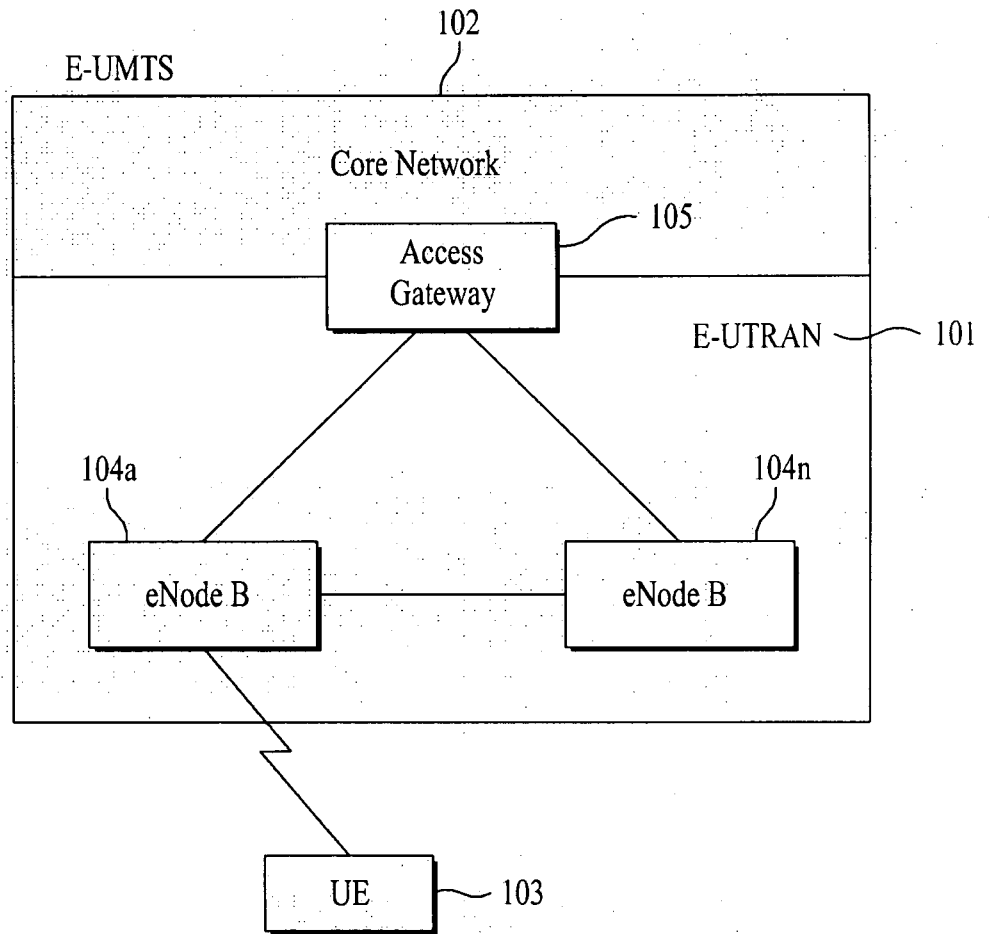 102
E-UMTS
Core Network
105
Access
Gateway
E-UTRAN
101
104a
104n
eNode B
eNode B
UE
103